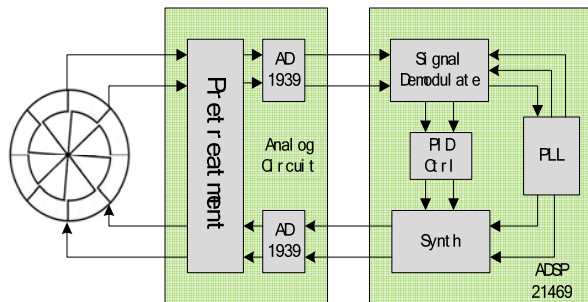 Pretreatment
AD
1939
Analog
Circuit
AD
1939
Signal
Demodulate
PID
Ctrl
PLL
Synth
ADSP
21469